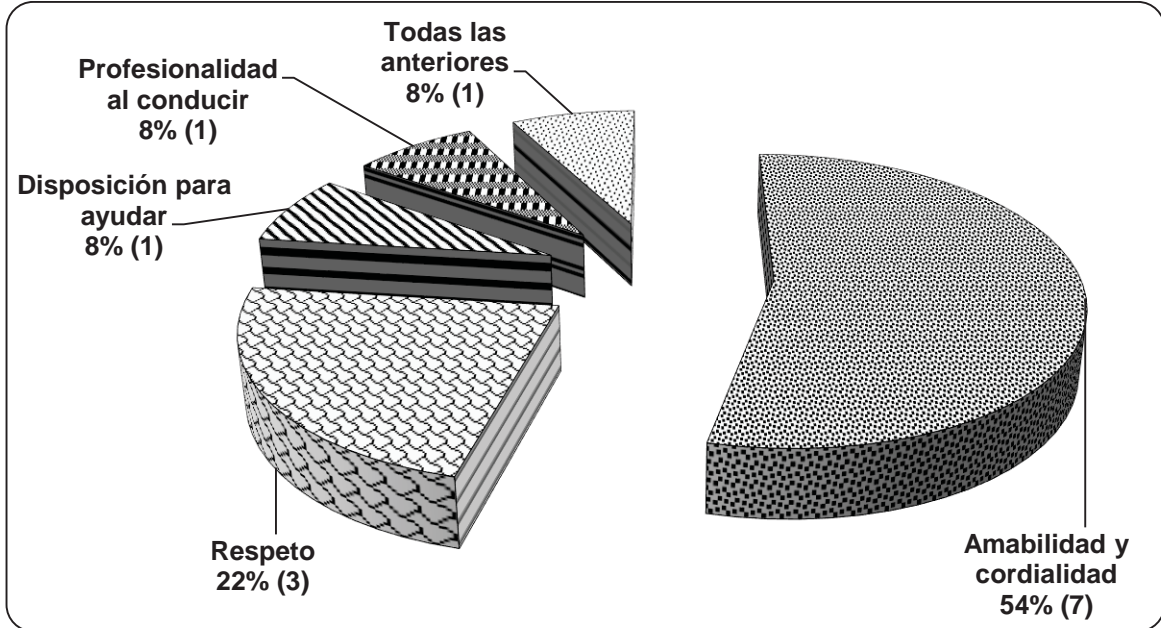 Todas las
anteriores
8% (1)
Profesionalidad
al conducir
8% (1)
Disposición para
ayudar
8% (1)
Respeto
22% (3)
Amabilidad y
cordialidad
54% (7)